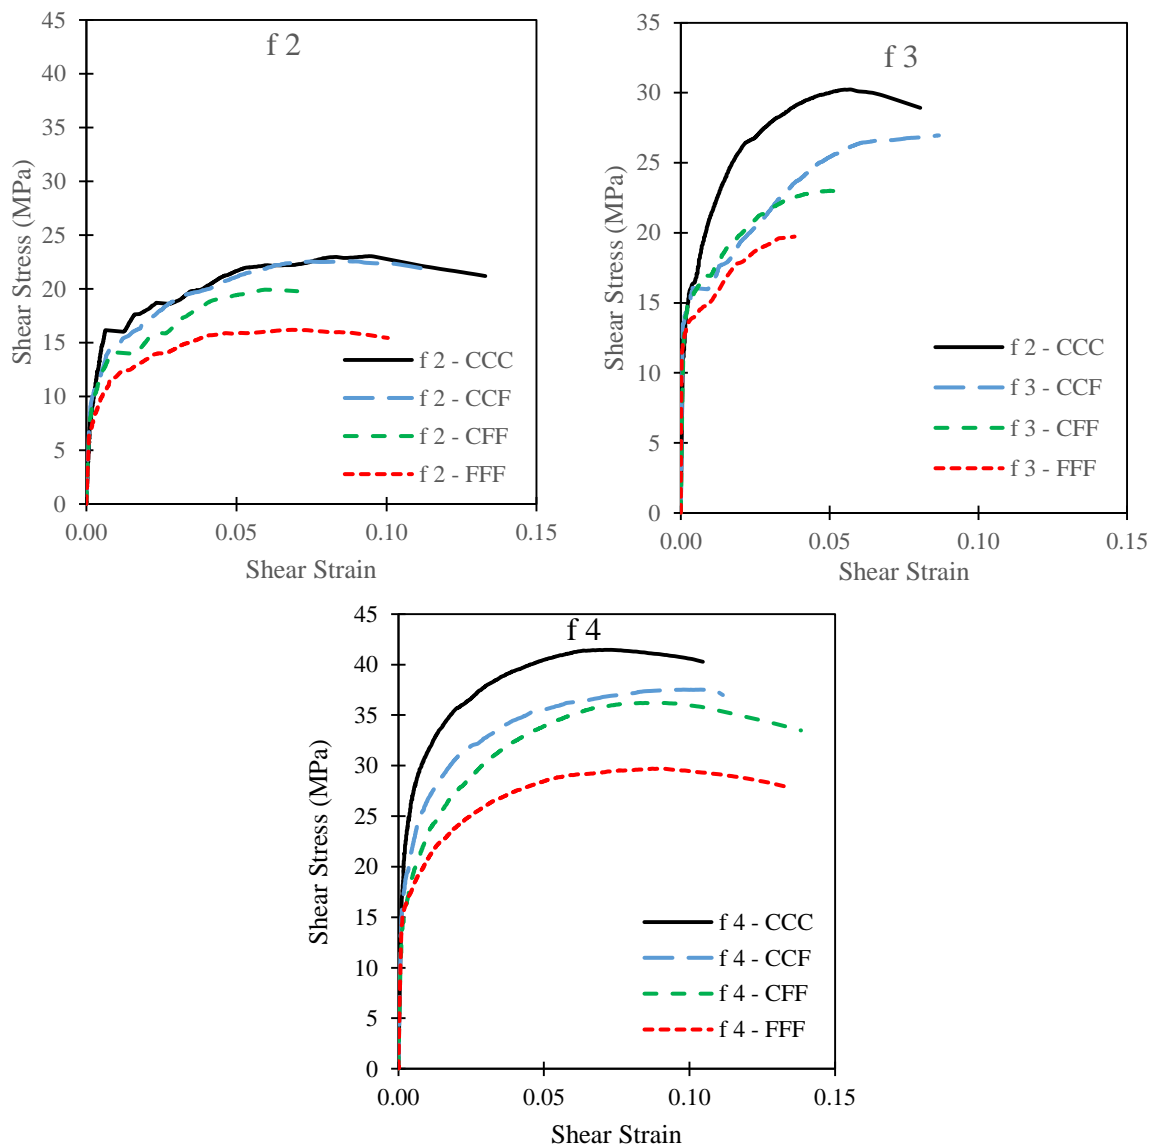 f 2
Shear Stress (MPa)
45
40
35
30
25
20
15
10
5
0
0.00
0.05
0.10
0.15
Shear Strain
f 2 - CCC
f 2 - CCF
f 2 - CFF
f 2 - FFF
f 3
Shear Stress (MPa)
35
30
25
20
15
10
5
0
0.00
0.05
0.10
0.15
Shear Strain
f 2 - CCC
f 3 - CCF
f 3 - CFF
f 3 - FFF
f 4
Shear Stress (MPa)
45
40
35
30
25
20
15
10
5
0
0.00
0.05
0.10
0.15
Shear Strain
f 4 - CCC
f 4 - CCF
f 4 - CFF
f 4 - FFF